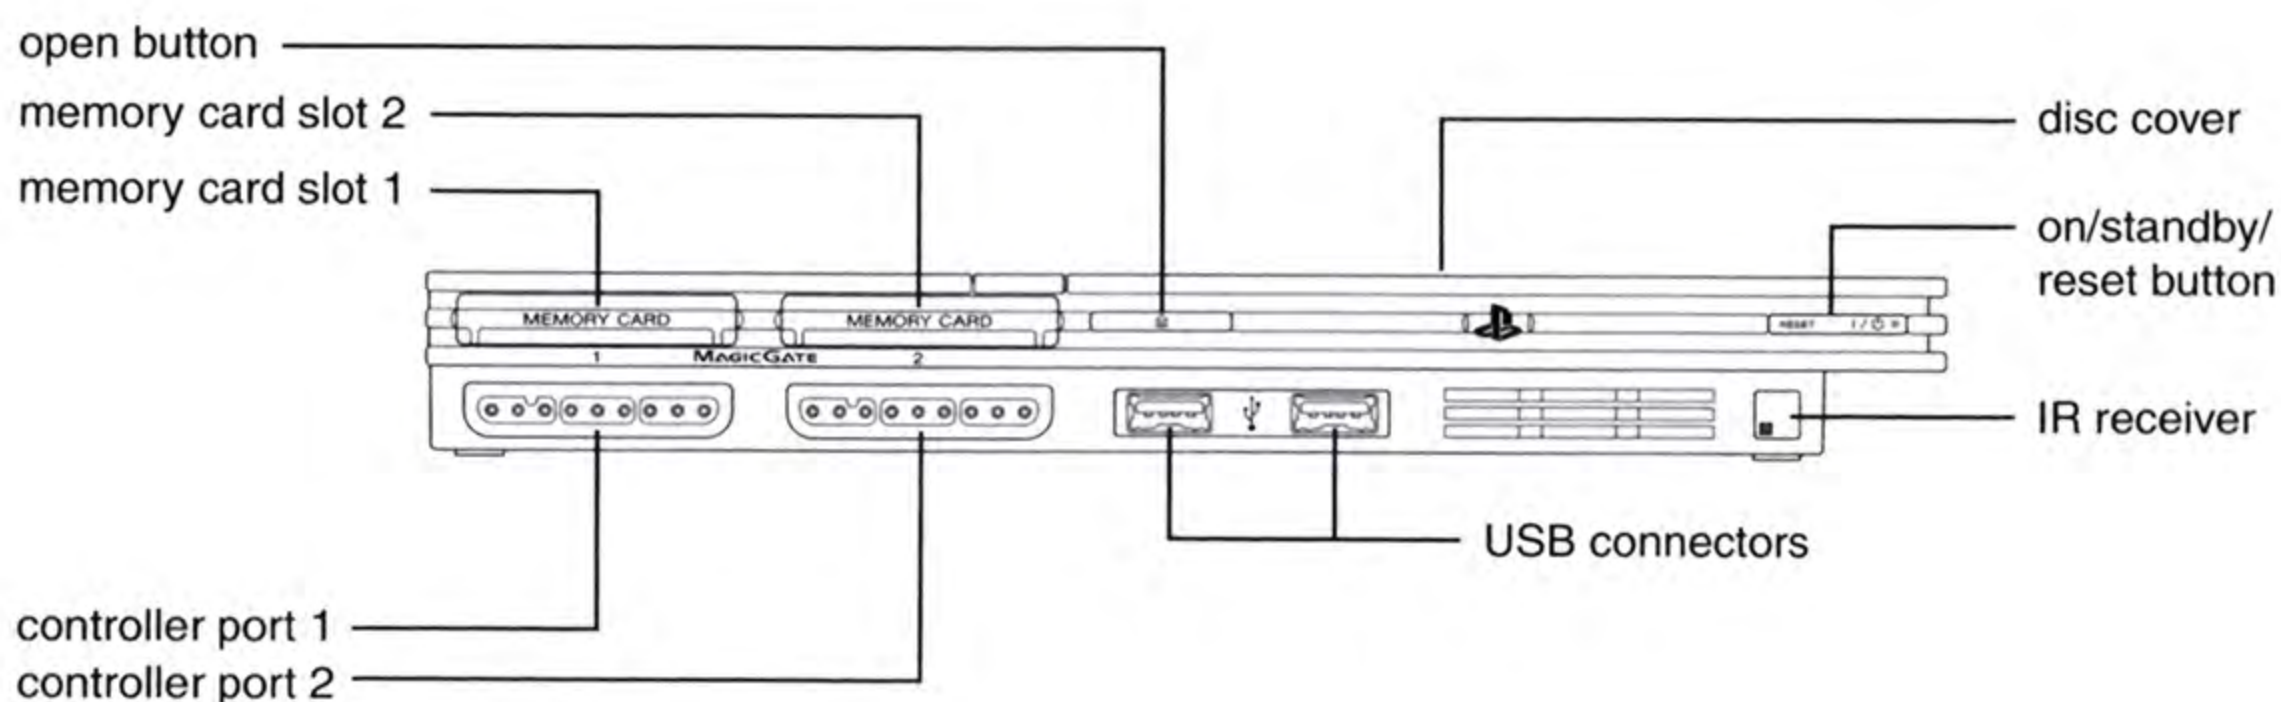 open button
memory card slot 2
disc cover
memory card slot 1
on/standby/
reset button
MEMORY CARD
MEMORY CARD
RESET
1
MAGICGATE
2
IR receiver
USB connectors
controller port 1
controller port 2